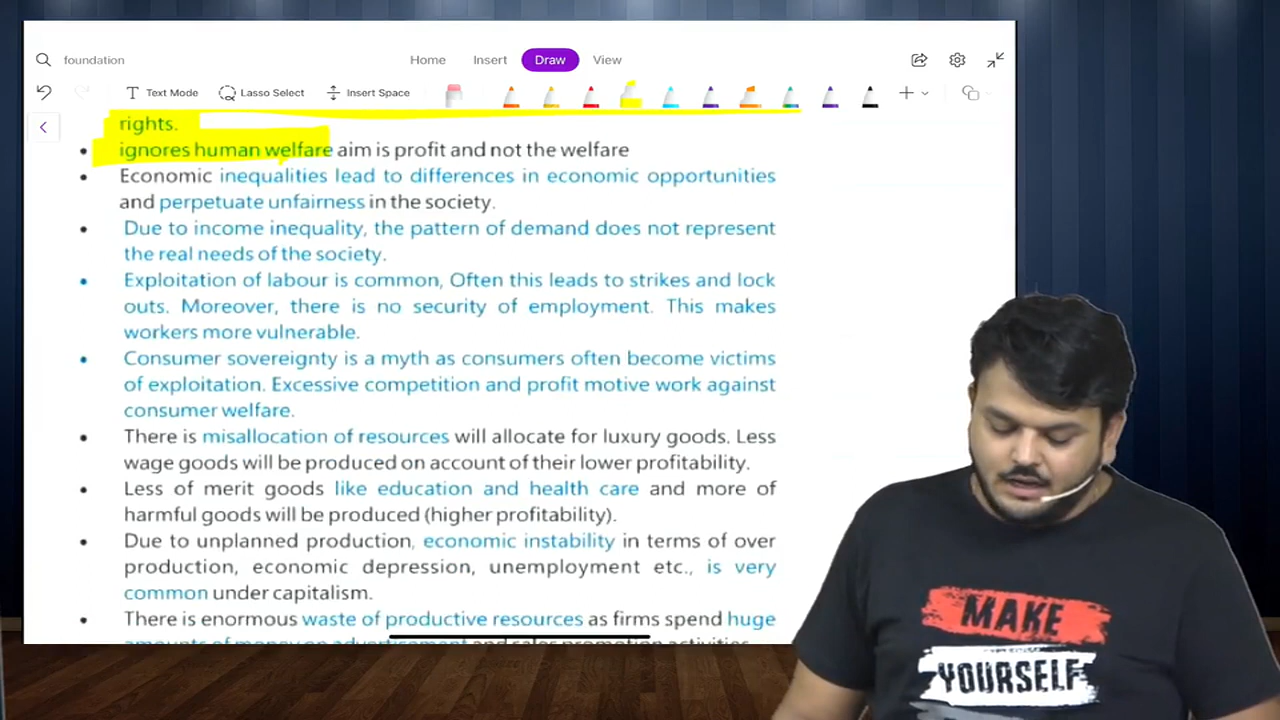 foundation
Home Insert Draw View
Text Mode Lasso Select Insert Space
rights.
• ignores human welfare aim is profit and not the welfare
• Economic inequalities lead to differences in economic opportunities
and perpetuate unfairness in the society.
• Due to income inequality, the pattern of demand does not represent
the real needs of the society.
• Exploitation of labour is common, Often this leads to strikes and lock
outs. Moreover, there is no security of employment. This makes
workers more vulnerable.
• Consumer sovereignty is a myth as consumers often become victims
of exploitation. Excessive competition and profit motive work against
consumer welfare.
• There is misallocation of resources will allocate for luxury goods. Less
wage goods will be produced on account of their lower profitability.
• Less of merit goods like education and health care and more of
harmful goods will be produced (higher profitability).
• Due to unplanned production, economic instability in terms of over
production, economic depression, unemployment etc., is very
common under capitalism.
• There is enormous waste of productive resources as firms spend huge
amounts of money on advertisement and sales promotion activities
MAKE
YOURSELF